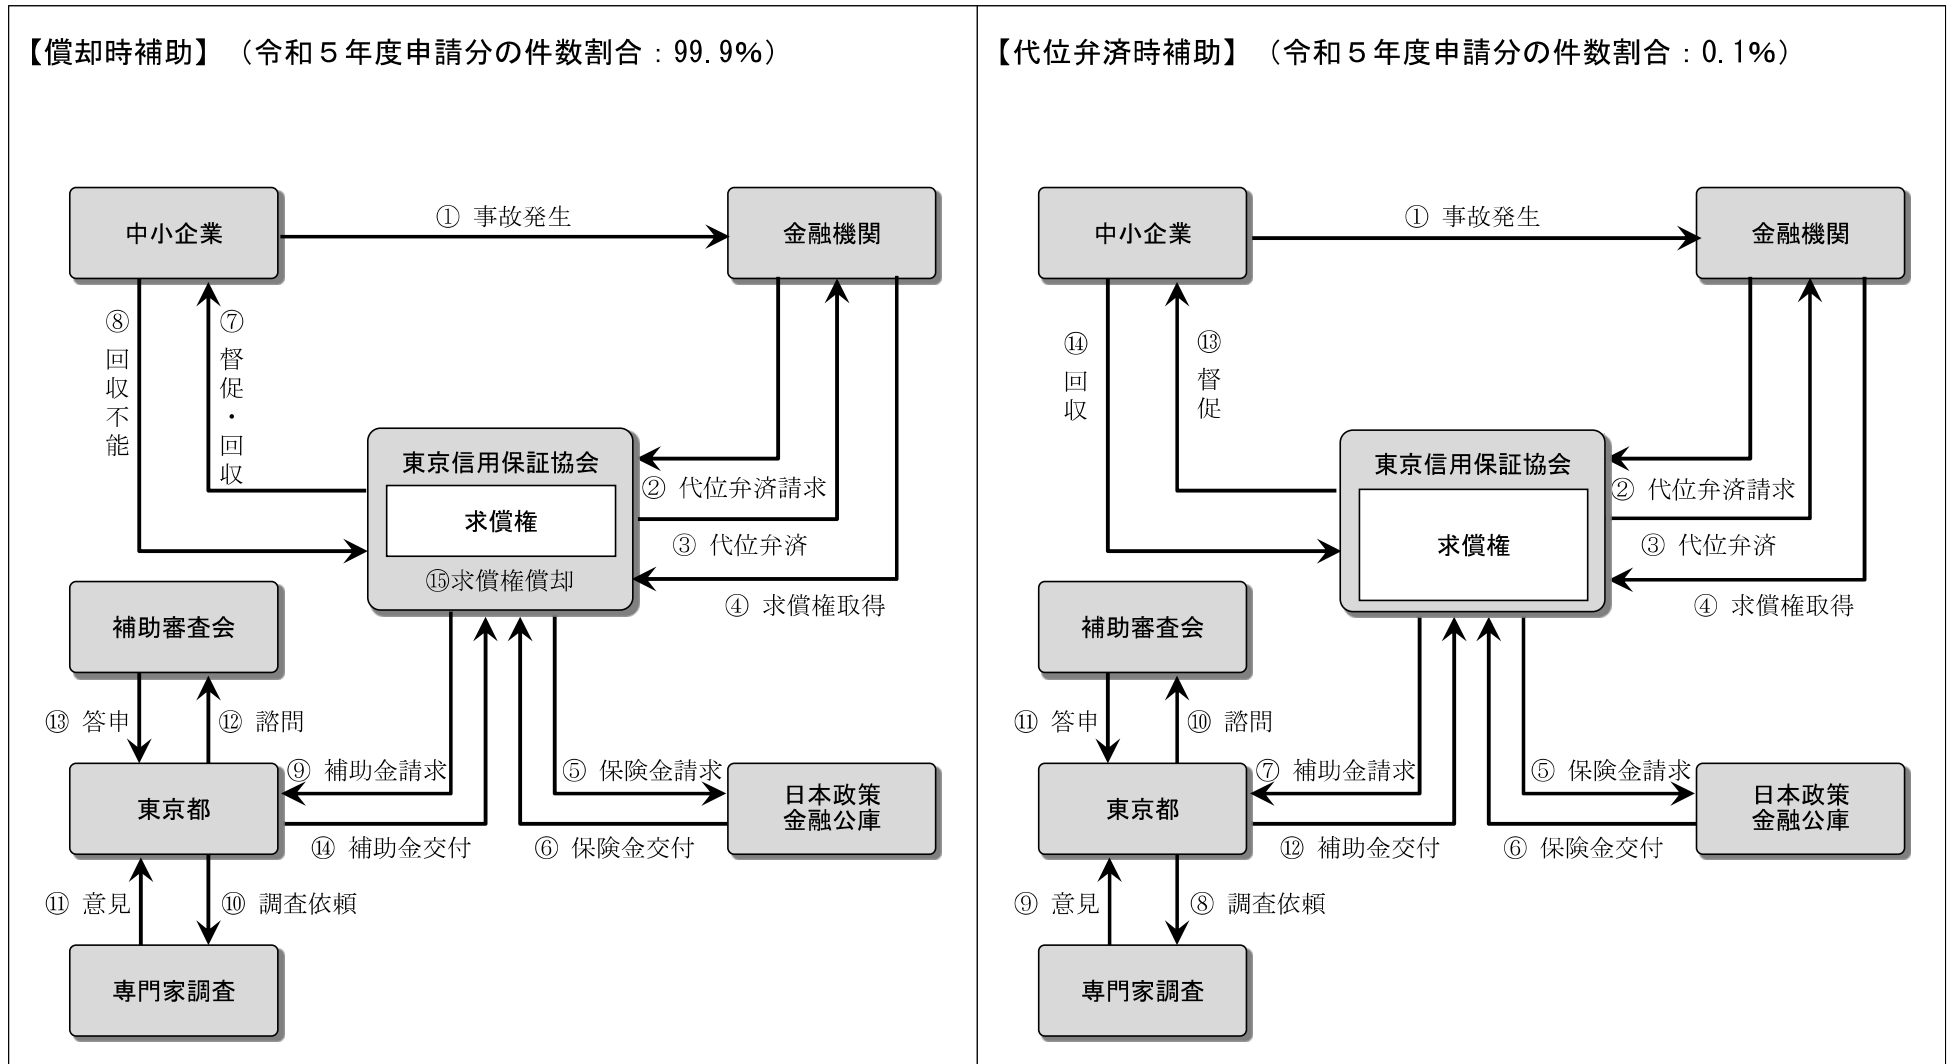 【償却時補助】（令和５年度申請分の件数割合：99.9％）
中小企業
① 事故発生
金融機関
⑧回収不能
⑦督促・回収
東京信用保証協会
求償権
⑮求償権償却
② 代位弁済請求
③ 代位弁済
④ 求償権取得
補助審査会
⑬ 答申
⑫ 諮問
⑨ 補助金請求
⑤ 保険金請求
東京都
日本政策
金融公庫
⑭ 補助金交付
⑥ 保険金交付
⑪ 意見
⑩ 調査依頼
専門家調査
【代位弁済時補助】（令和５年度申請分の件数割合：0.1％）
中小企業
① 事故発生
金融機関
⑭回収
⑬督促
東京信用保証協会
求償権
② 代位弁済請求
③ 代位弁済
④ 求償権取得
補助審査会
⑪ 答申
⑩ 諮問
⑦ 補助金請求
⑤ 保険金請求
東京都
日本政策
金融公庫
⑫ 補助金交付
⑥ 保険金交付
⑨ 意見
⑧ 調査依頼
専門家調査